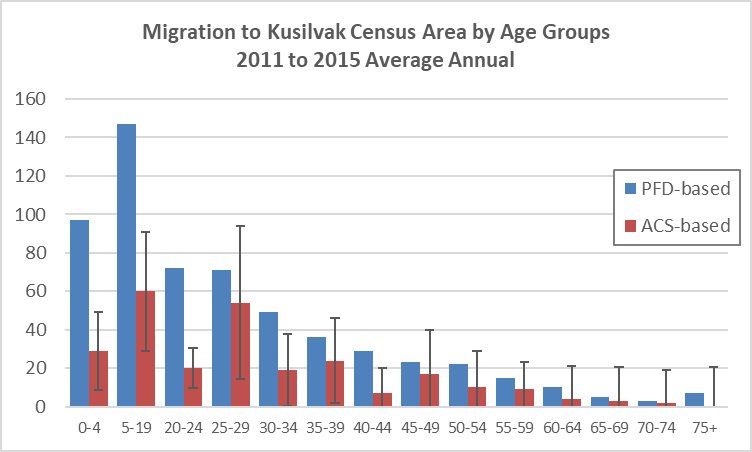 Migration to Kusilvak Census Area by Age Groups
2011 to 2015 Average Annual
160
140
120
100
80
60
40
20
0
PFD-based
ACS-based
0-4 5-19 20-24 25-29 30-34 35-39 40-44 45-49 50-54 55-59 60-64 65-69 70-74 75+